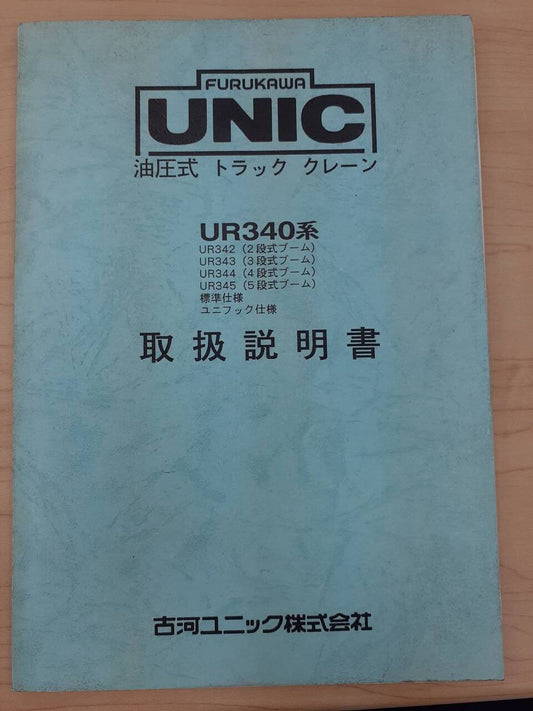 FURUKAWA
UNIC
油圧式 トラック クレーン
UR340系
UR342（2段式ブーム）
UR343（3段式ブーム）
UR344（4段式ブーム）
UR345（5段式ブーム）
標準仕様
ユニフック仕様
取扱説明書
古河ユニック株式会社